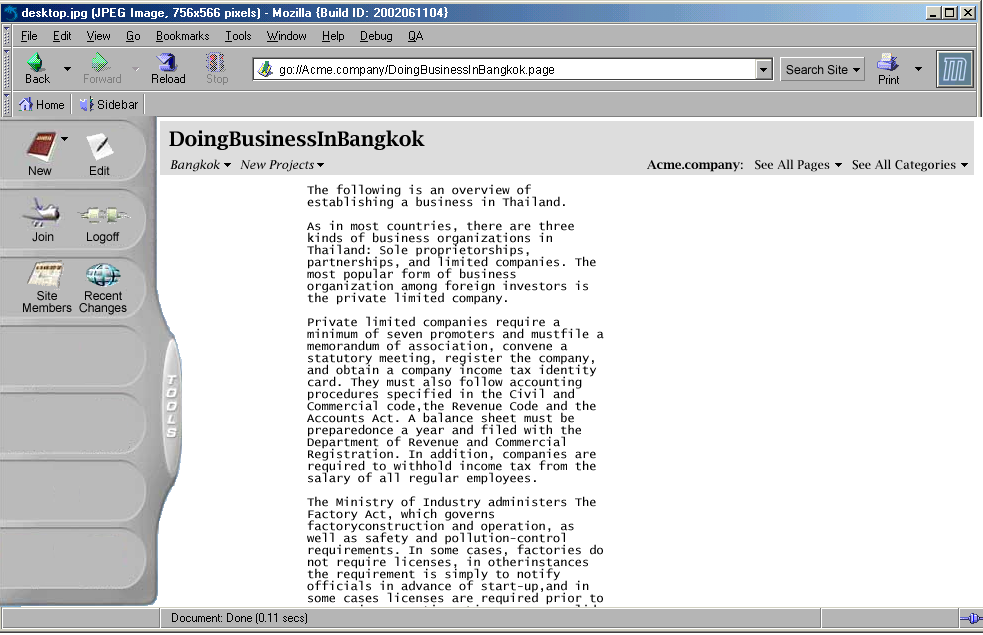 desktop.jpg (JPEG Image, 756x566 pixels) - Mozilla {Build ID: 2002061104}
File Edit View Go Bookmarks Tools Window Help Debug QA
Back Forward Reload Stop go://Acme.company/DoingBusinessInBangkok.page Search Site Print
Home Sidebar
New Edit
Join Logoff
Site Members Recent Changes
TOOLS
DoingBusinessInBangkok
Bangkok New Projects Acme.company: See All Pages See All Categories
The following is an overview of
establishing a business in Thailand.
As in most countries, there are three
kinds of business organizations in
Thailand: Sole proprietorships,
partnerships, and limited companies. The
most popular form of business
organization among foreign investors is
the private limited company.
Private limited companies require a
minimum of seven promoters and mustfile a
memorandum of association, convene a
statutory meeting, register the company,
and obtain a company income tax identity
card. They must also follow accounting
procedures specified in the Civil and
Commercial code,the Revenue Code and the
Accounts Act. A balance sheet must be
preparedonce a year and filed with the
Department of Revenue and Commercial
Registration. In addition, companies are
required to withhold income tax from the
salary of all regular employees.
The Ministry of Industry administers The
Factory Act, which governs
factoryconstruction and operation, as
well as safety and pollution-control
requirements. In some cases, factories do
not require licenses, in otherinstances
the requirement is simply to notify
officials in advance of start-up,and in
some cases licenses are required prior to
Document: Done (0.11 secs)